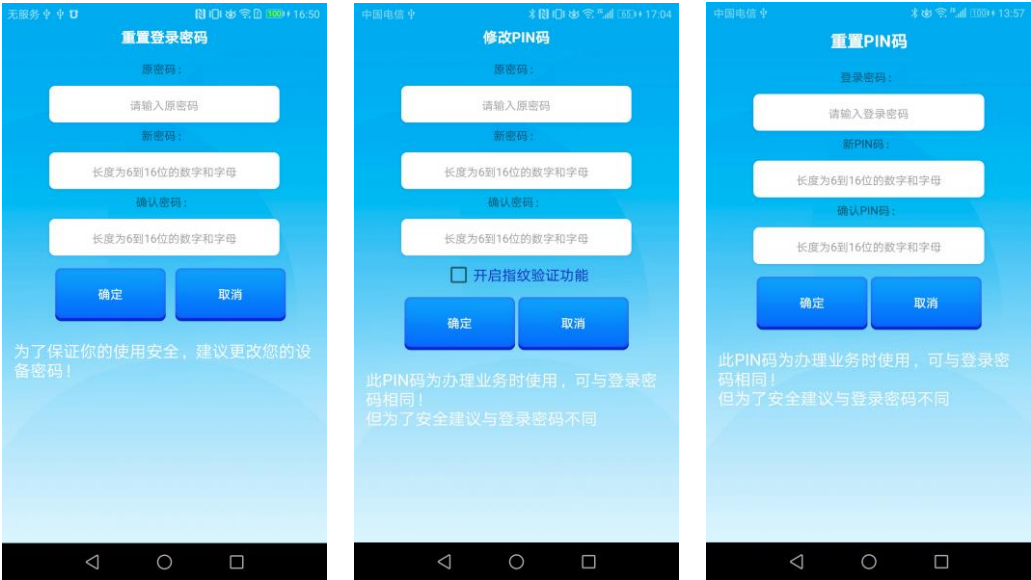 无服务 16:50
重置登录密码
原密码：
请输入原密码
新密码：
长度为6到16位的数字和字母
确认密码：
长度为6到16位的数字和字母
确定 取消
为了保证你的使用安全，建议更改您的设
备密码！
中国电信 17:04
修改PIN码
原密码：
请输入原密码
新密码：
长度为6到16位的数字和字母
确认密码：
长度为6到16位的数字和字母
开启指纹验证功能
确定 取消
此PIN码为办理业务时使用，可与登录密
码相同！
但为了安全建议与登录密码不同
中国电信 13:57
重置PIN码
登录密码：
请输入登录密码
新PIN码：
长度为6到16位的数字和字母
确认PIN码：
长度为6到16位的数字和字母
确定 取消
此PIN码为办理业务时使用，可与登录密
码相同！
但为了安全建议与登录密码不同